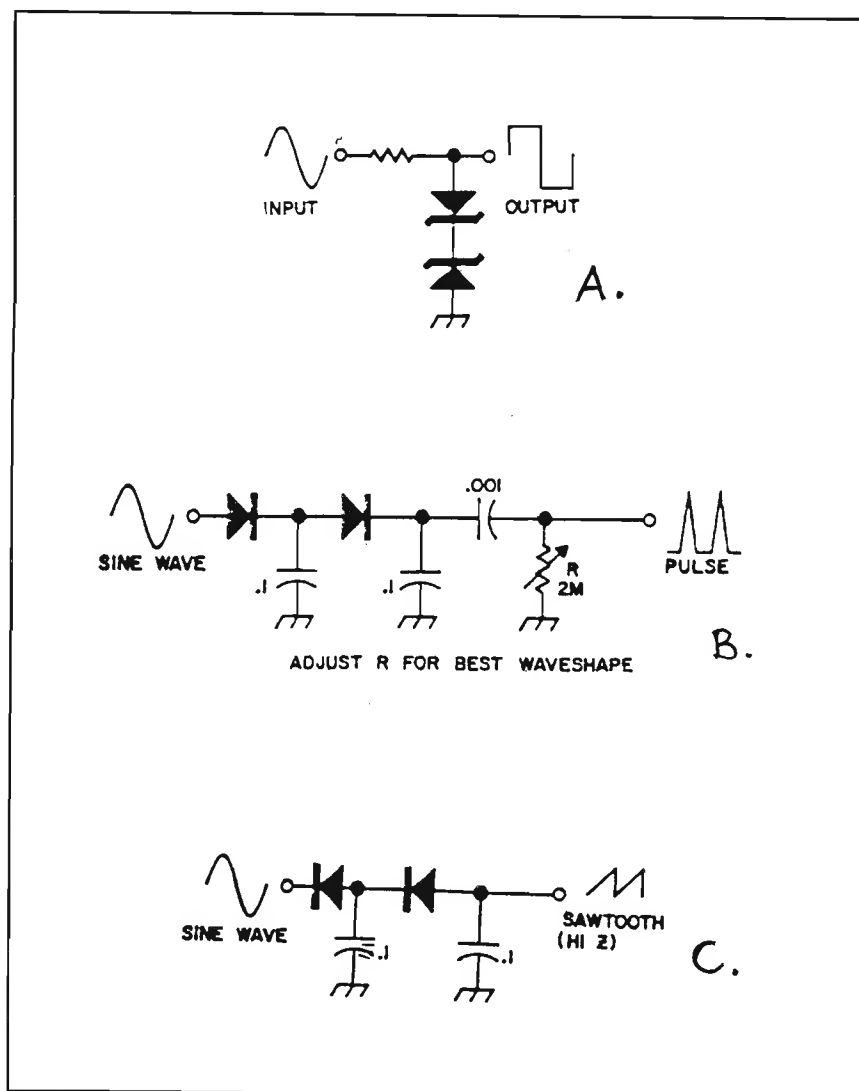 INPUT
OUTPUT
A.
.001
SINE WAVE
.1
.1
R
2M
PULSE
ADJUST R FOR BEST WAVESHAPE
B.
SINE WAVE
.1
.1
SAWTOOTH
(HI Z)
C.